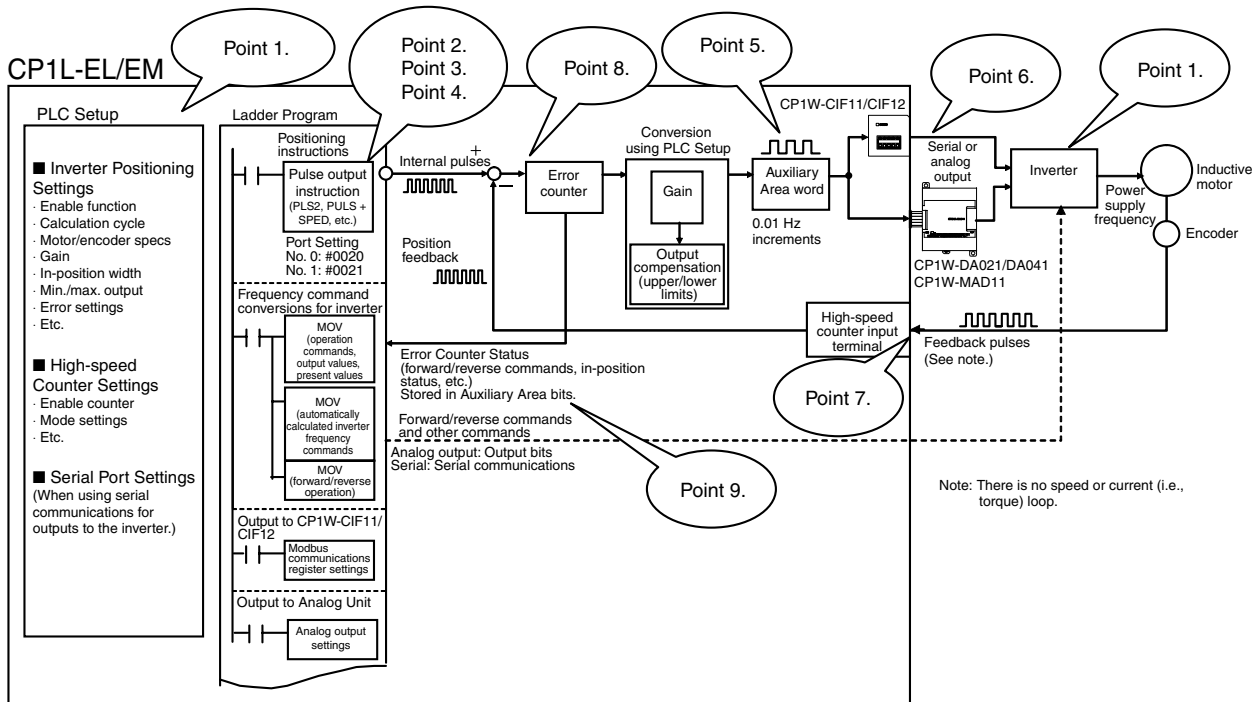 CP1L-EL/EM
Point 1.
Point 2.
Point 3.
Point 4.
Point 8.
Point 5.
Point 6.
Point 1.
PLC Setup
■ Inverter Positioning
Settings
· Enable function
· Calculation cycle
· Motor/encoder specs
· Gain
· In-position width
· Min./max. output
· Error settings
· Etc.
■ High-speed
Counter Settings
· Enable counter
· Mode settings
· Etc.
■ Serial Port Settings
(When using serial
communications for
outputs to the inverter.)
Ladder Program
Positioning
instructions
Pulse output
instruction
(PLS2, PULS +
SPED, etc.)
Port Setting
No. 0: #0020
No. 1: #0021
Frequency command
conversions for inverter
MOV
(operation
commands,
output values,
present values
MOV
(automatically
calculated inverter
frequency
commands
MOV
(forward/reverse
operation)
Output to CP1W-CIF11/
CIF12
Modbus
communications
register settings
Output to Analog Unit
Analog output
settings
Internal pulses
+
−
Position
feedback
Error
counter
Conversion
using PLC Setup
Gain
Output
compensation
(upper/lower
limits)
Auxiliary
Area word
0.01 Hz
increments
CP1W-CIF11/CIF12
Serial or
analog
output
CP1W-DA021/DA041
CP1W-MAD11
Inverter
Power
supply
frequency
Inductive
motor
Encoder
High-speed
counter input
terminal
Feedback pulses
(See note.)
Point 7.
Error Counter Status
(forward/reverse commands, in-position
status, etc.)
Stored in Auxiliary Area bits.
Forward/reverse commands
and other commands
Analog output: Output bits
Serial: Serial communications
Point 9.
Note: There is no speed or current (i.e.,
torque) loop.